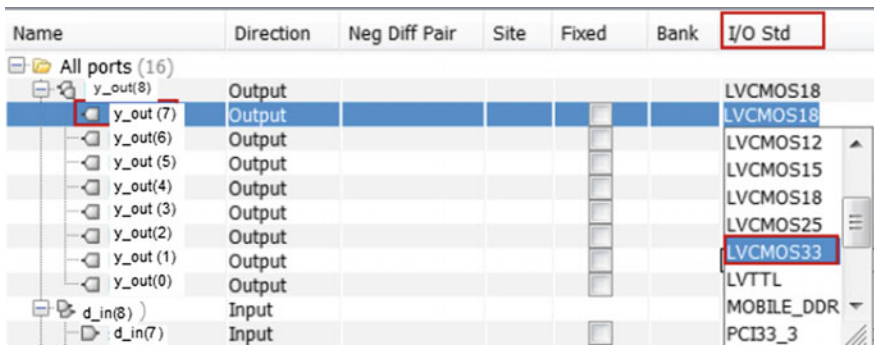 Name Direction Neg Diff Pair Site Fixed Bank I/O Std
All ports (16)
y_out(8) Output LVCMOS18
y_out (7) Output LVCMOS18
y_out(6) Output LVCMOS12
y_out (5) Output LVCMOS15
y_out(4) Output LVCMOS18
y_out (3) Output LVCMOS25
y_out(2) Output LVCMOS33
y_out (1) Output LVTTL
y_out(0) Output MOBILE_DDR
d_in(8) ) Input
d_in(7) Input PCI33_3